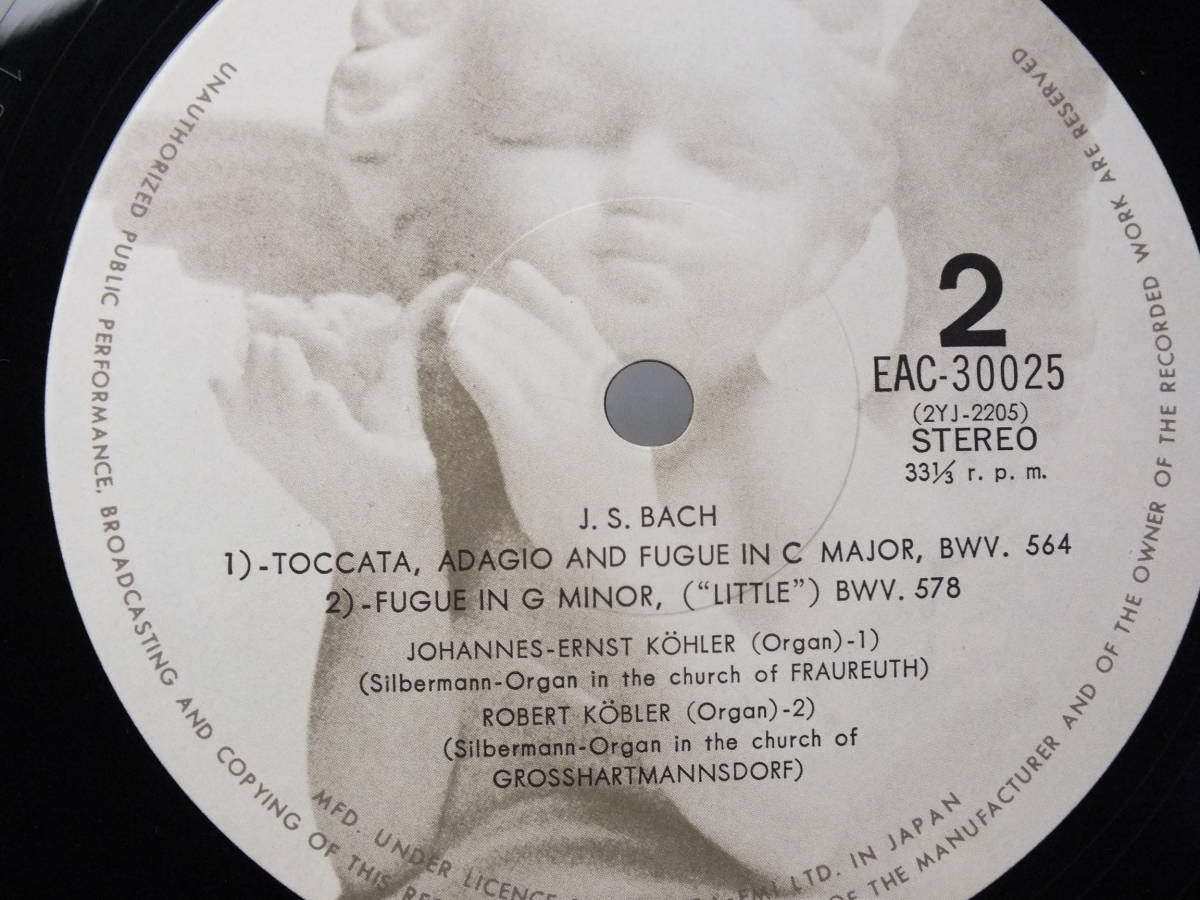 2
EAC-30025
(2YJ-2205)
STEREO
33⅓ r. p. m.
J. S. BACH
1)-TOCCATA, ADAGIO AND FUGUE IN C MAJOR, BWV. 564
2)-FUGUE IN G MINOR, ("LITTLE") BWV. 578
JOHANNES-ERNST KÖHLER (Organ)-1)
(Silbermann-Organ in the church of FRAUREUTH)
ROBERT KÖBLER (Organ)-2)
(Silbermann-Organ in the church of
GROSSHARTMANNSDORF)
UNAUTHORIZED PUBLIC PERFORMANCE, BROADCASTING AND COPYING OF THIS
OF THE MANUFACTURER AND OF THE OWNER OF THE RECORDED WORK ARE RESERVED
MFD. UNDER LICENCE
EMI LTD. IN JAPAN